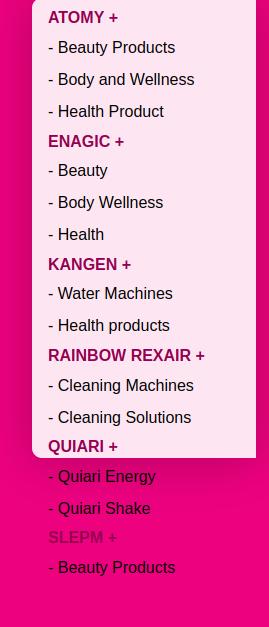 ATOMY +
- Beauty Products
- Body and Wellness
- Health Product
ENAGIC +
- Beauty
- Body Wellness
- Health
KANGEN +
- Water Machines
- Health products
RAINBOW REXAIR +
- Cleaning Machines
- Cleaning Solutions
QUIARI +
- Quiari Energy
- Quiari Shake
SLEPM +
- Beauty Products